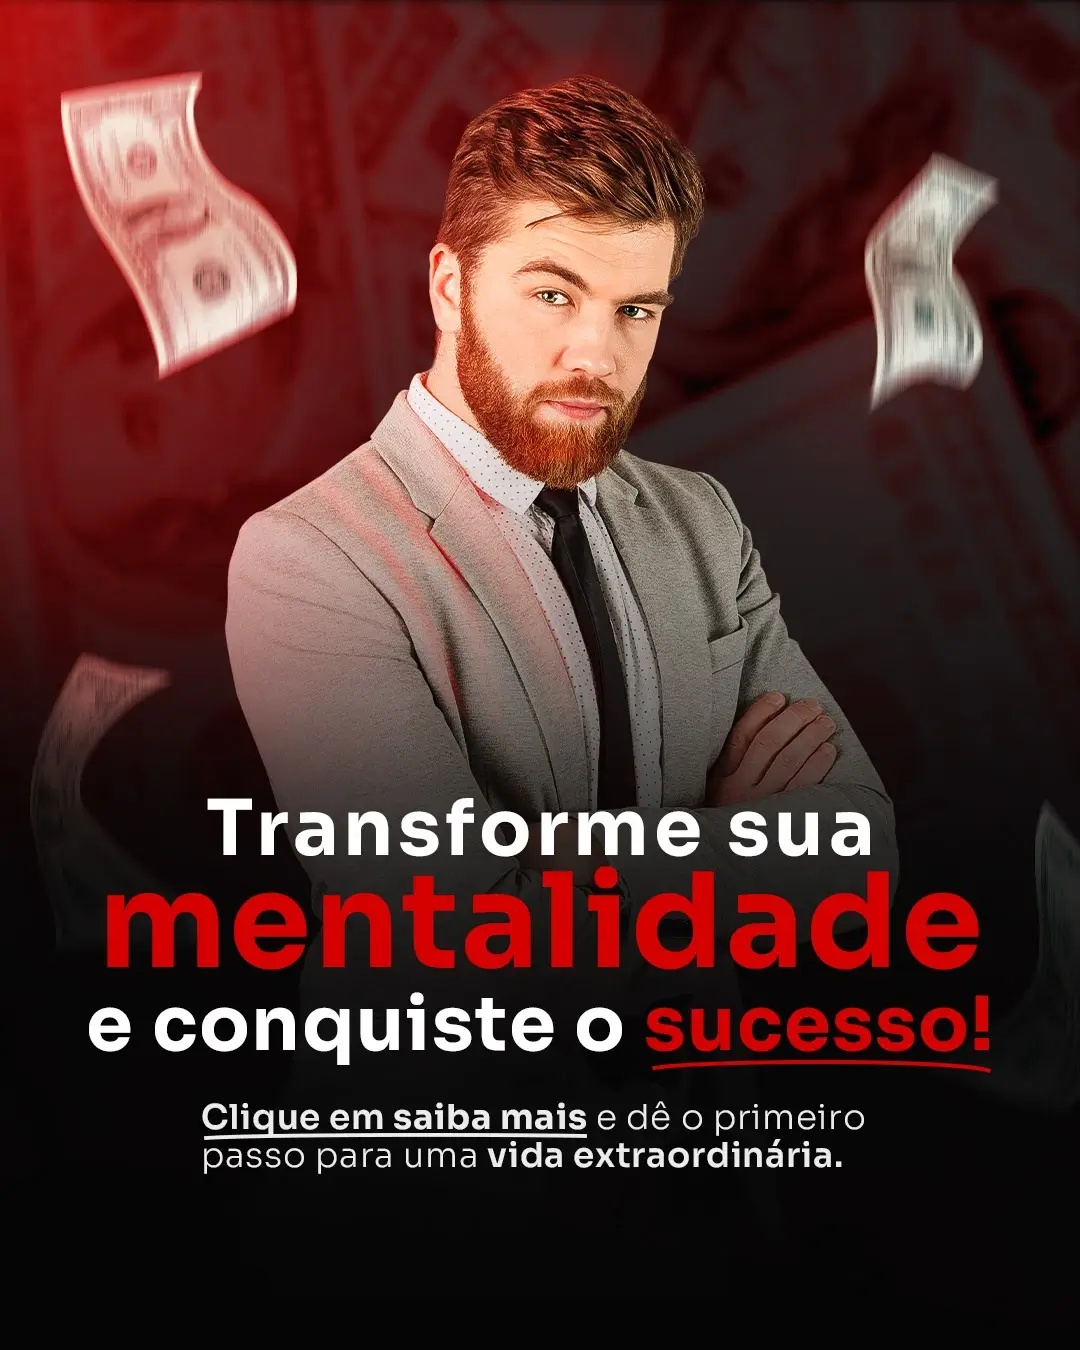 Transforme sua
mentalidade
e conquiste o sucesso!
Clique em saiba mais e dê o primeiro
passo para uma vida extraordinária.